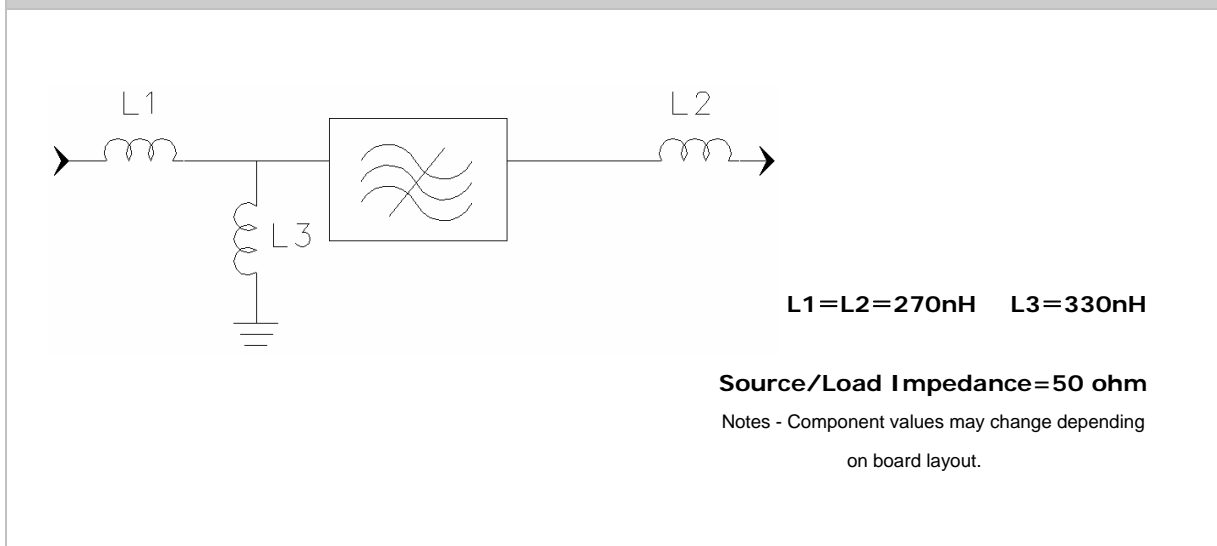 L1
L2
L3
L1=L2=270nH L3=330nH
Source/Load Impedance=50 ohm
Notes - Component values may change depending
on board layout.